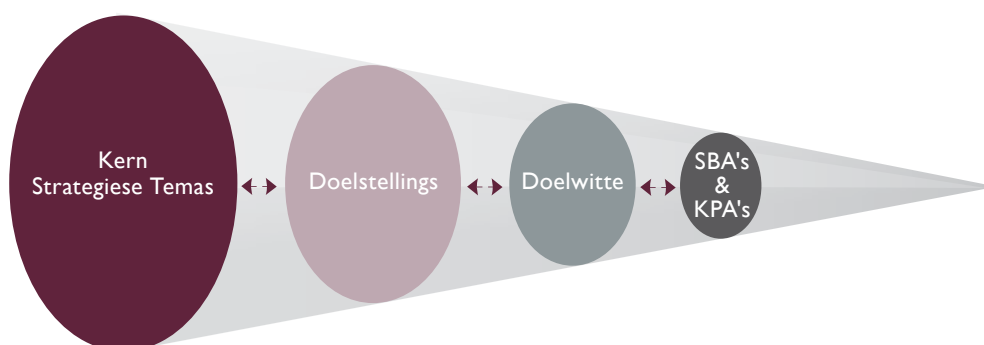 Kern
Strategiese Temas
Doelstellings
Doelwitte
SBA's
&
KPA's